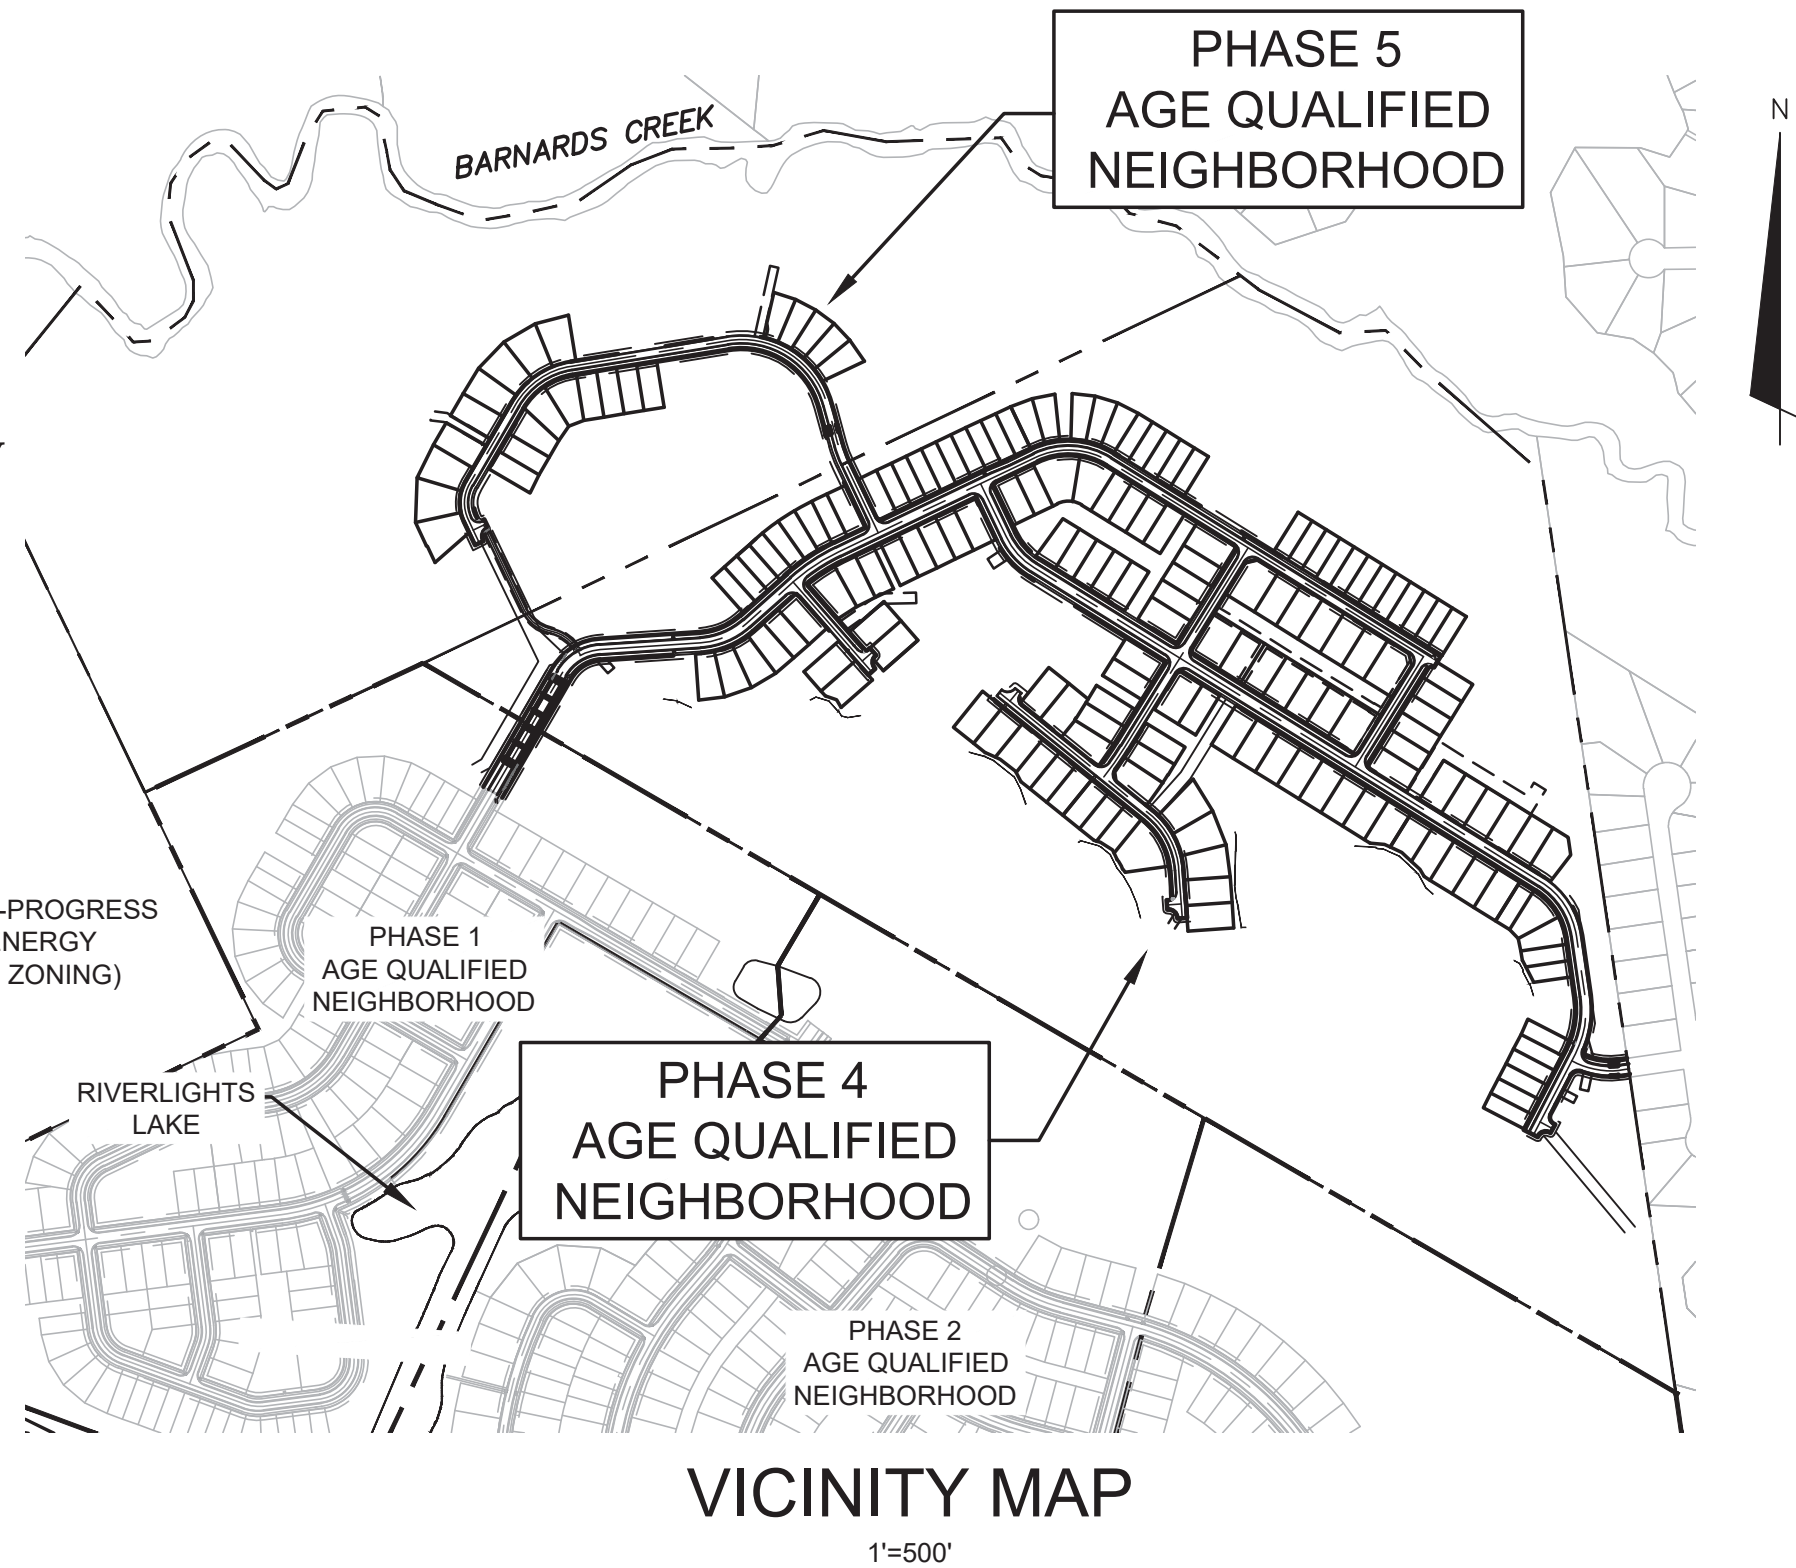 PHASE 5
AGE QUALIFIED
NEIGHBORHOOD
N
BARNARDS CREEK
-PROGRESS
NERGY
ZONING)
PHASE 1
AGE QUALIFIED
NEIGHBORHOOD
RIVERLIGHTS
LAKE
PHASE 4
AGE QUALIFIED
NEIGHBORHOOD
PHASE 2
AGE QUALIFIED
NEIGHBORHOOD
VICINITY MAP
1'=500'